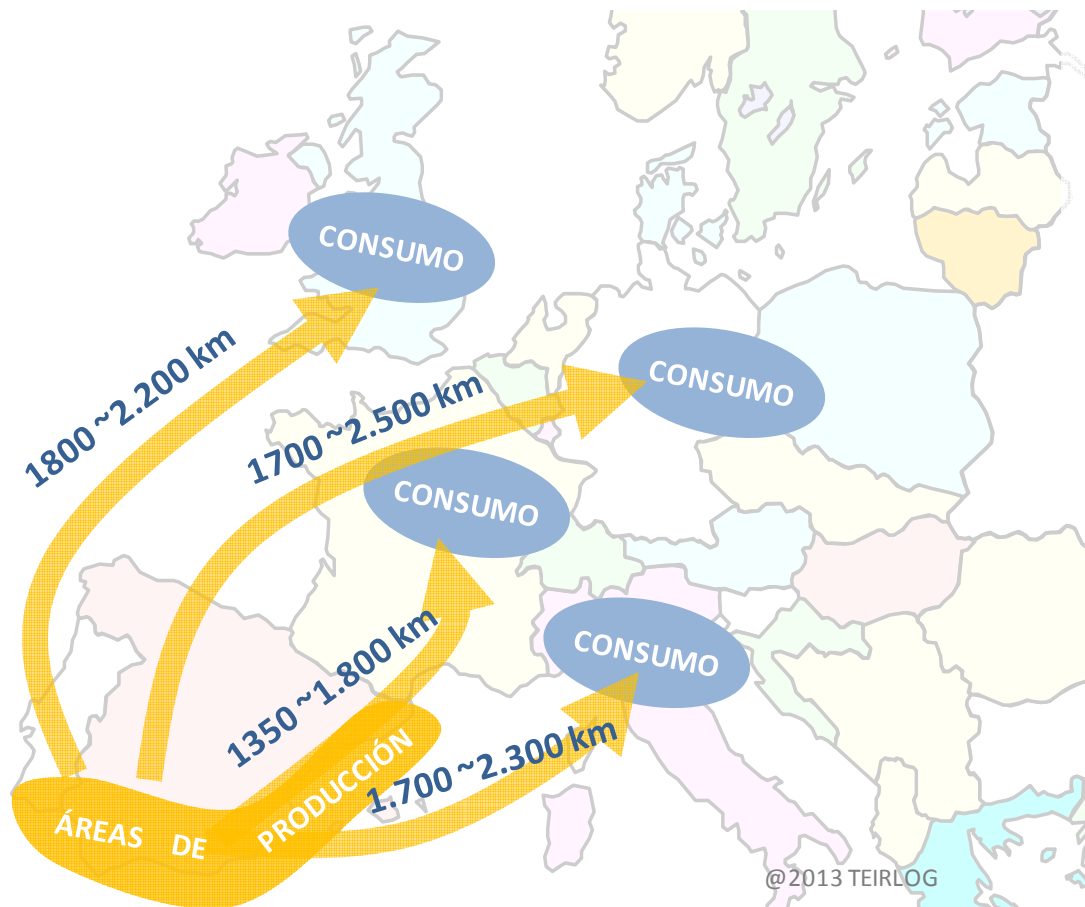 CONSUMO
1800 ~2.200 km
CONSUMO
1700 ~2.500 km
CONSUMO
CONSUMO
1350 ~1.800 km
1.700 ~2.300 km
ÁREAS DE PRODUCCIÓN
@2013 TEIRLOG